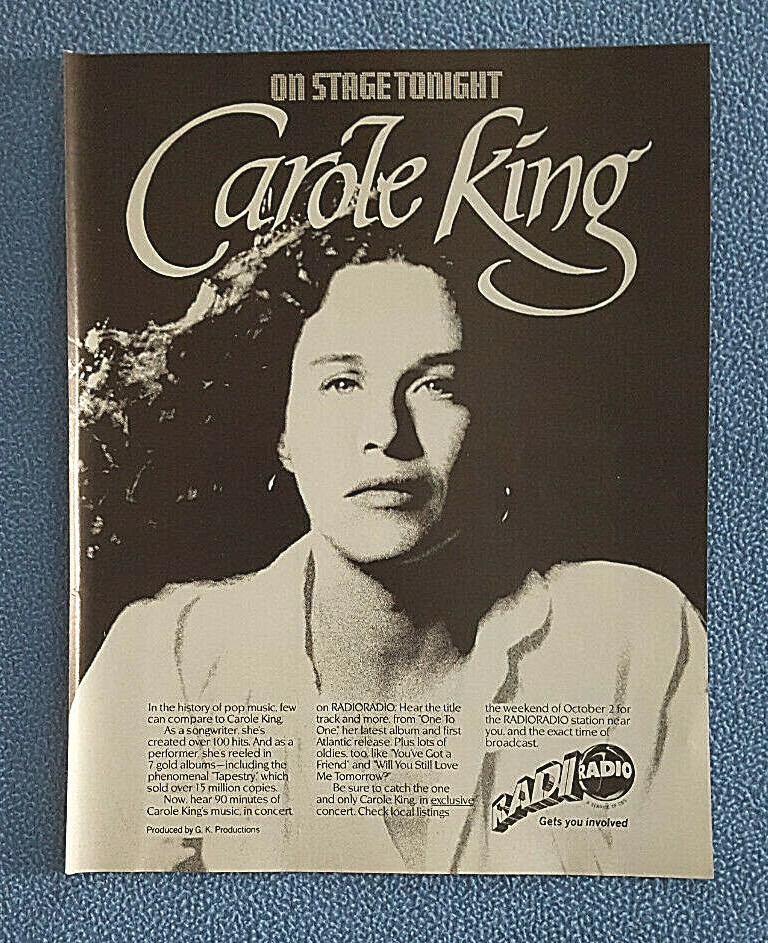 ON STAGE TONIGHT
Carole King
In the history of pop music, few
can compare to Carole King.
As a songwriter, she's
created over 100 hits. And as a
performer, she's reeled in
7 gold albums—including the
phenomenal "Tapestry," which
sold over 15 million copies.
Now, hear 90 minutes of
Carole King's music, in concert
on RADIORADIO. Hear the title
track and more, from "One To
One," her latest album and first
Atlantic release. Plus lots of
oldies, too, like "You've Got a
Friend" and "Will You Still Love
Me Tomorrow?"
Be sure to catch the one
and only Carole King, in exclusive
concert. Check local listings
the weekend of October 2 for
the RADIORADIO station near
you, and the exact time of
broadcast.
RADIO RADIO
A SERVICE OF CBS
Gets you involved
Produced by G. K. Productions